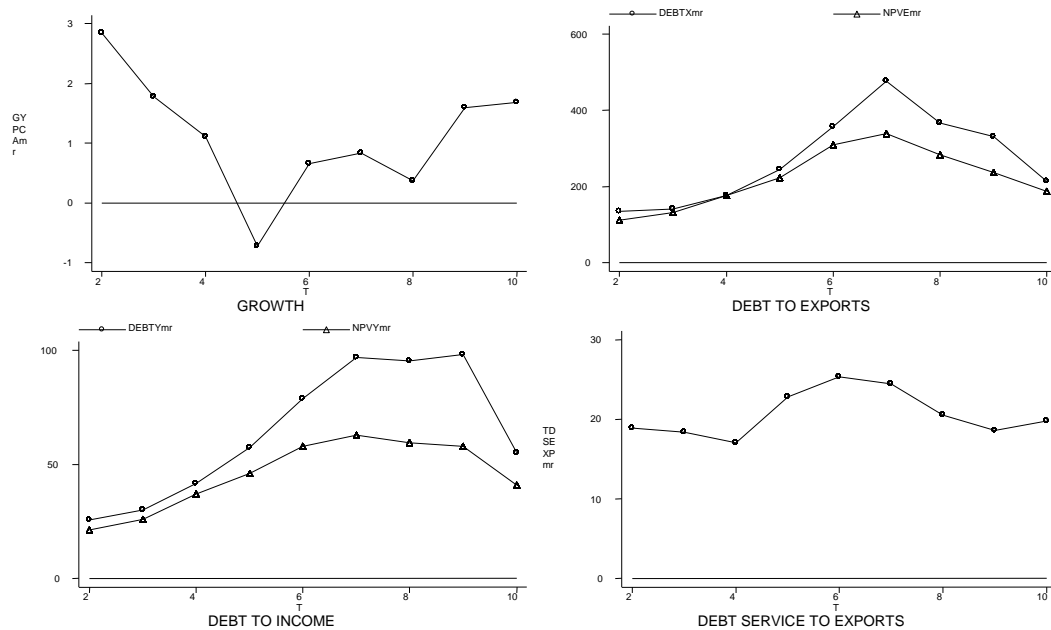 3
2
1
0
-1
GY
PC
Am
r
2
4
6
8
10
T
GROWTH
DEBTXmr
NPVEmr
600
400
200
0
2
4
6
8
10
T
DEBT TO EXPORTS
DEBTYmr
NPVYmr
100
50
0
2
4
6
8
10
T
DEBT TO INCOME
30
20
10
0
TD
SE
XP
mr
2
4
6
8
10
T
DEBT SERVICE TO EXPORTS